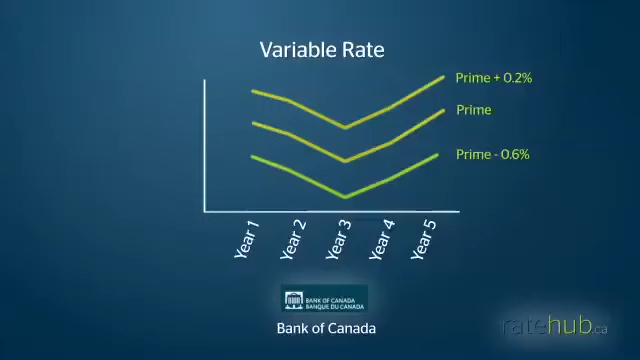 Variable Rate
Prime + 0.2%
Prime
Prime - 0.6%
Year 1
Year 2
Year 3
Year 4
Year 5
BANK OF CANADA
BANQUE DU CANADA
Bank of Canada
ratehub.ca